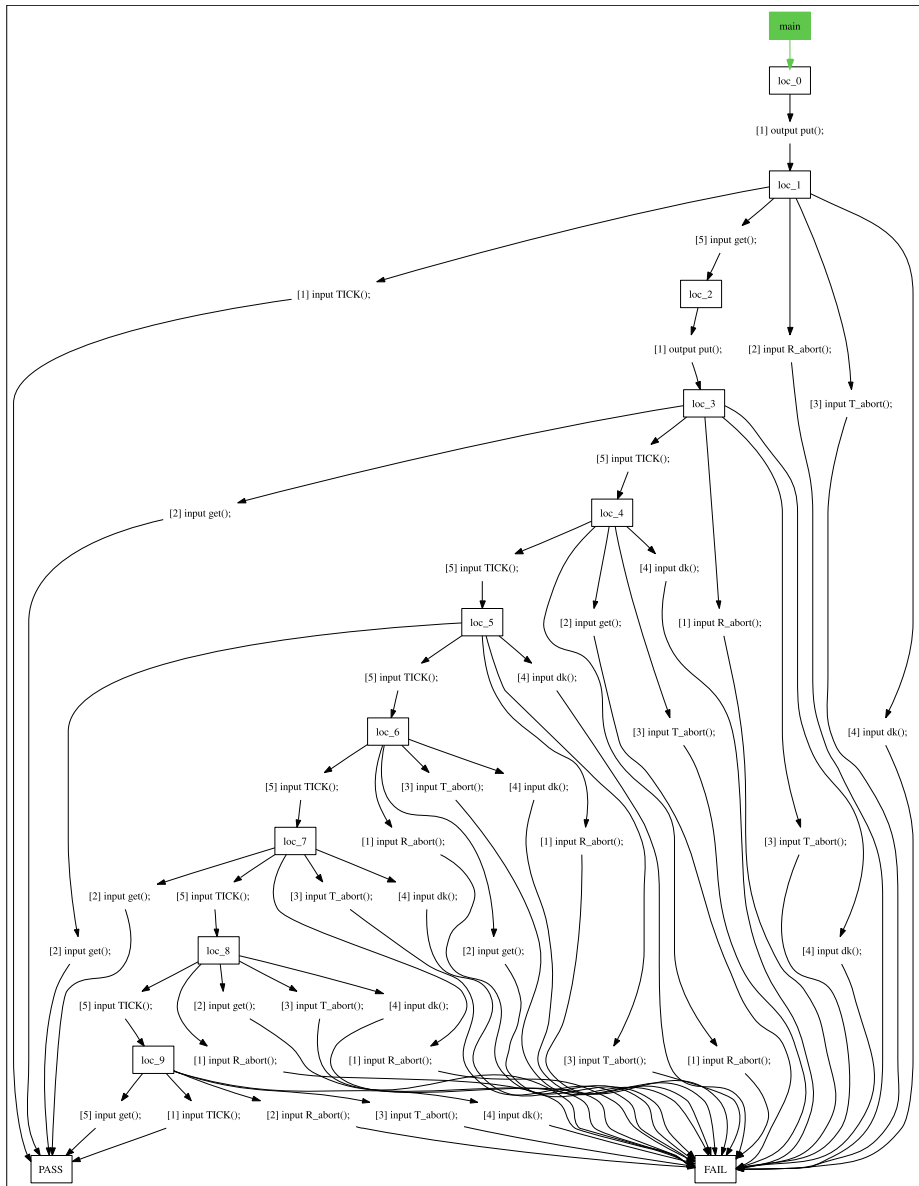 main
loc_0
[1] output put();
loc_1
[5] input get();
[1] input TICK();
loc_2
[1] output put();
[2] input R_abort();
loc_3
[3] input T_abort();
[5] input TICK();
[2] input get();
loc_4
[5] input TICK();
[4] input dk();
loc_5
[2] input get();
[1] input R_abort();
[5] input TICK();
[4] input dk();
loc_6
[3] input T_abort();
[4] input dk();
[5] input TICK();
[3] input T_abort();
[4] input dk();
loc_7
[1] input R_abort();
[1] input R_abort();
[3] input T_abort();
[2] input get();
[5] input TICK();
[3] input T_abort();
[4] input dk();
[2] input get();
loc_8
[2] input get();
[4] input dk();
[5] input TICK();
[2] input get();
[3] input T_abort();
[4] input dk();
loc_9
[1] input R_abort();
[1] input R_abort();
[3] input T_abort();
[1] input R_abort();
[5] input get();
[1] input TICK();
[2] input R_abort();
[3] input T_abort();
[4] input dk();
PASS
FAIL